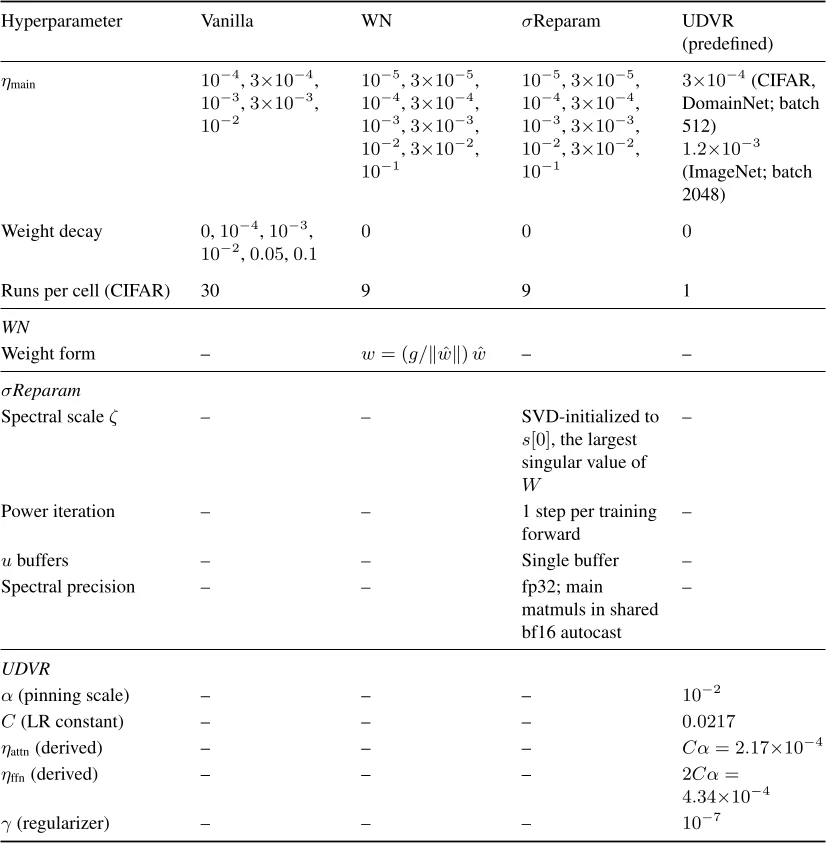 Hyperparameter Vanilla WN σReparam UDVR
(predefined)
η_main 10^−4, 3×10^−4, 10^−5, 3×10^−5, 10^−5, 3×10^−5, 3×10^−4 (CIFAR,
10^−3, 3×10^−3, 10^−4, 3×10^−4, 10^−4, 3×10^−4, DomainNet; batch
10^−2 10^−3, 3×10^−3, 10^−3, 3×10^−3, 512)
10^−2, 3×10^−2, 10^−2, 3×10^−2, 1.2×10^−3
10^−1 10^−1 (ImageNet; batch
2048)
Weight decay 0, 10^−4, 10^−3, 0 0 0
10^−2, 0.05, 0.1
Runs per cell (CIFAR) 30 9 9 1
WN
Weight form – w = (g/‖ŵ‖) ŵ – –
σReparam
Spectral scale ζ – – SVD-initialized to –
s[0], the largest
singular value of
W
Power iteration – – 1 step per training –
forward
u buffers – – Single buffer –
Spectral precision – – fp32; main –
matmuls in shared
bf16 autocast
UDVR
α (pinning scale) – – – 10^−2
C (LR constant) – – – 0.0217
η_attn (derived) – – – Cα = 2.17×10^−4
η_ffn (derived) – – – 2Cα =
4.34×10^−4
γ (regularizer) – – – 10^−7